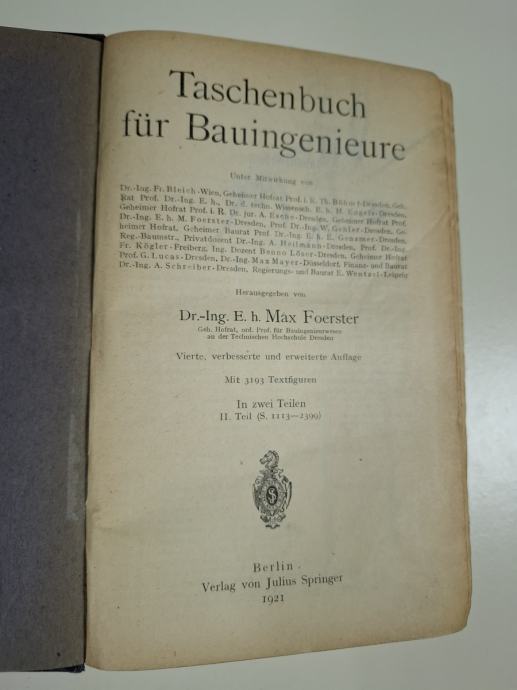 Taschenbuch
für Bauingenieure
Unter Mitwirkung von
Dr.-Ing. Fr. Bleich-Wien, Geheimer Hofrat Prof. i. R. Th. Böhm-Dresden, Geh.
Rat Prof. Dr.-Ing. E. h., Dr. d. techn. Wissensch. E. h. H. Engels-Dresden,
Geheimer Hofrat Prof. i. R. Dr. jur. A. Esche-Dresden, Geheimer Hofrat Prof.
Dr.-Ing. E. h. M. Foerster-Dresden, Prof. Dr.-Ing. W. Gehler-Dresden, Ge-
heimer Hofrat, Geheimer Baurat Prof. Dr.-Ing. E. h. E. Genzmer-Dresden,
Reg.-Baumstr., Privatdozent Dr.-Ing. A. Heilmann-Dresden, Prof. Dr.-Ing.
Fr. Kögler-Freiberg, Ing. Dozent Benno Löser-Dresden, Geheimer Hofrat
Prof. G. Lucas-Dresden, Dr.-Ing. Max Mayer-Düsseldorf, Finanz- und Baurat
Dr.-Ing. A. Schreiber-Dresden, Regierungs- und Baurat E. Wentzel-Leipzig
Herausgegeben von
Dr.-Ing. E. h. Max Foerster
Geh. Hofrat, ord. Prof. für Bauingenieurwesen
an der Technischen Hochschule Dresden
Vierte, verbesserte und erweiterte Auflage
Mit 3193 Textfiguren
In zwei Teilen
II. Teil (S. 1113—2399)
Berlin
Verlag von Julius Springer
1921